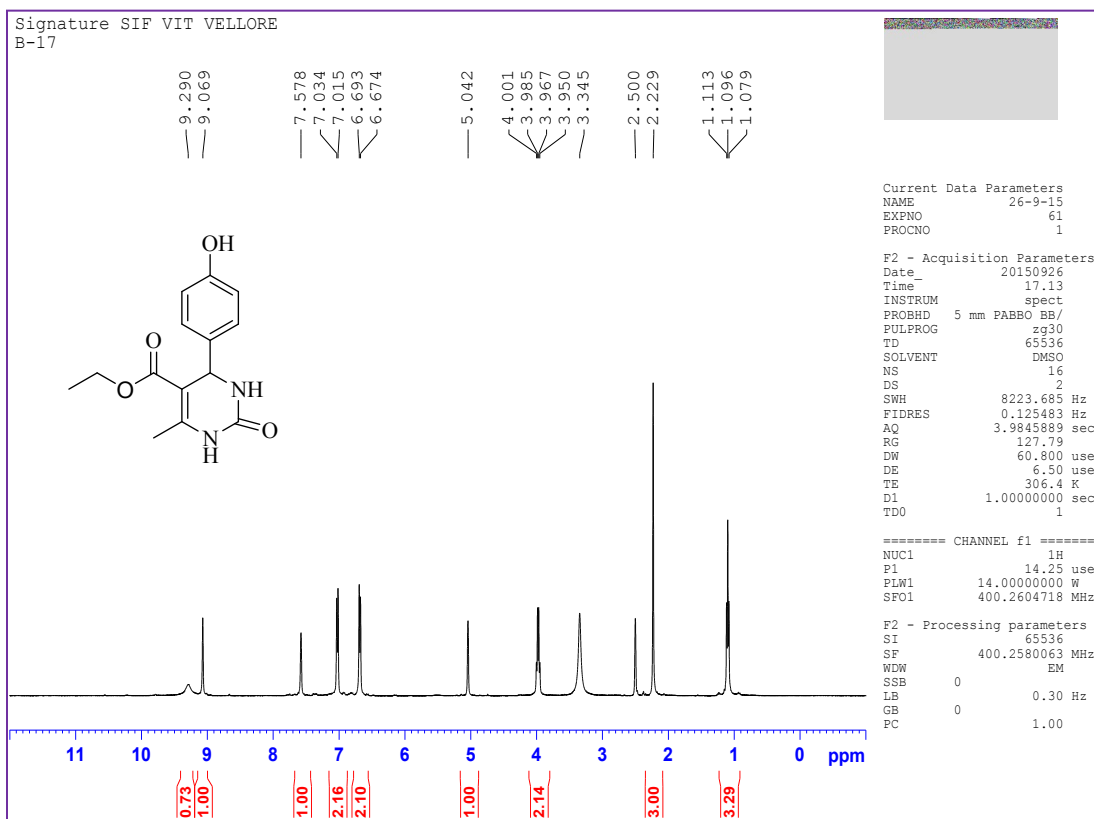 Signature SIF VIT VELLORE
B-17
9.290
9.069
7.578
7.034
7.015
6.693
6.674
5.042
4.001
3.985
3.967
3.950
3.345
2.500
2.229
1.113
1.096
1.079
OH
O
O
NH
N
H
O
Current Data Parameters
NAME 26-9-15
EXPNO 61
PROCNO 1
F2 - Acquisition Parameters
Date_ 20150926
Time 17.13
INSTRUM spect
PROBHD 5 mm PABBO BB/
PULPROG zg30
TD 65536
SOLVENT DMSO
NS 16
DS 2
SWH 8223.685 Hz
FIDRES 0.125483 Hz
AQ 3.9845889 sec
RG 127.79
DW 60.800 use
DE 6.50 use
TE 306.4 K
D1 1.00000000 sec
TD0 1
======== CHANNEL f1 ========
NUC1 1H
P1 14.25 use
PLW1 14.00000000 W
SFO1 400.2604718 MHz
F2 - Processing parameters
SI 65536
SF 400.2580063 MHz
WDW EM
SSB 0
LB 0.30 Hz
GB 0
PC 1.00
11 10 9 8 7 6 5 4 3 2 1 0 ppm
0.73
1.00
1.00
2.16
2.10
1.00
2.14
3.00
3.29